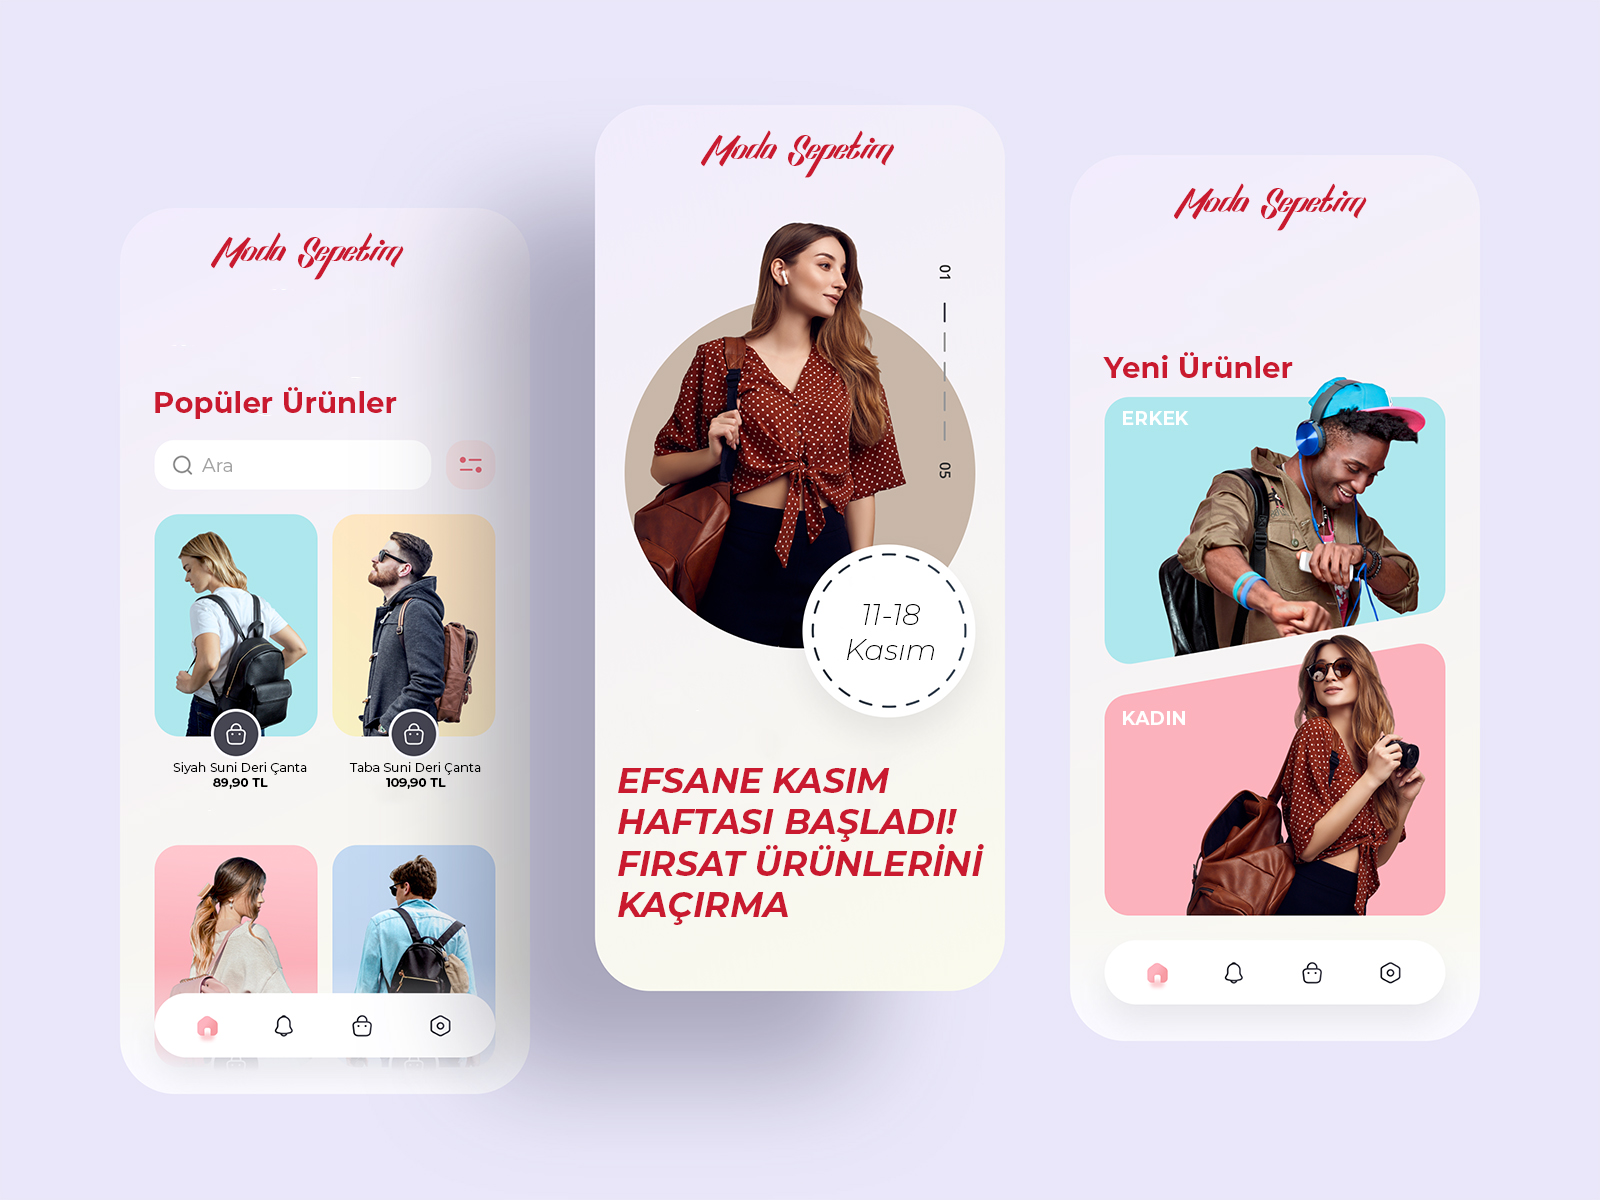 Moda Sepetim
Popüler Ürünler
Ara
Siyah Suni Deri Çanta
89,90 TL
Taba Suni Deri Çanta
109,90 TL
Moda Sepetim
01
05
11-18
Kasım
EFSANE KASIM
HAFTASI BAŞLADI!
FIRSAT ÜRÜNLERİNİ
KAÇIRMA
Moda Sepetim
Yeni Ürünler
ERKEK
KADIN